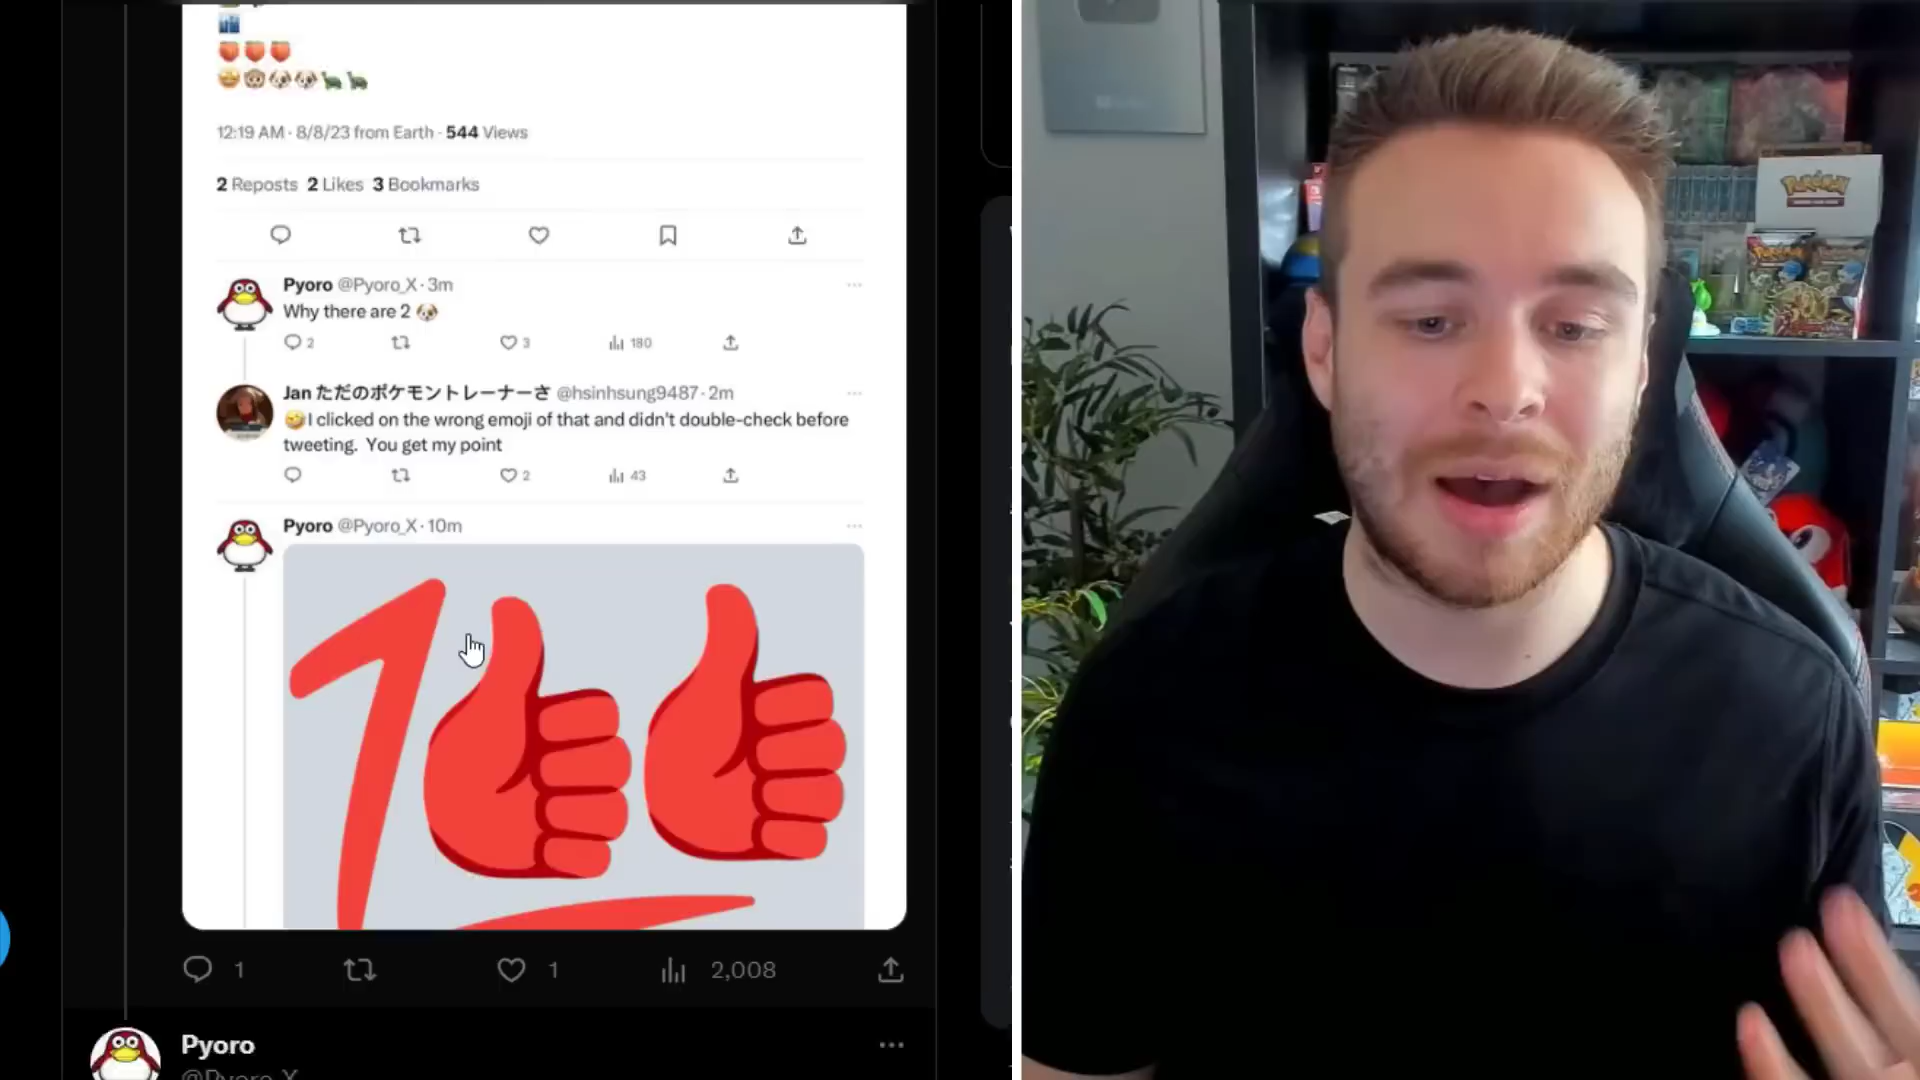 12:19 AM · 8/8/23 from Earth · 544 Views
2 Reposts 2 Likes 3 Bookmarks
Pyoro @Pyoro_X · 3m
Why there are 2 🐶
2 3 180
Jan ただのポケモントレーナーさ @hsinhsung9487 · 2m
🤣I clicked on the wrong emoji of that and didn't double-check before
tweeting. You get my point
2 43
Pyoro @Pyoro_X · 10m
1 1 2,008
Pyoro
@Pyoro_X
Pokémon